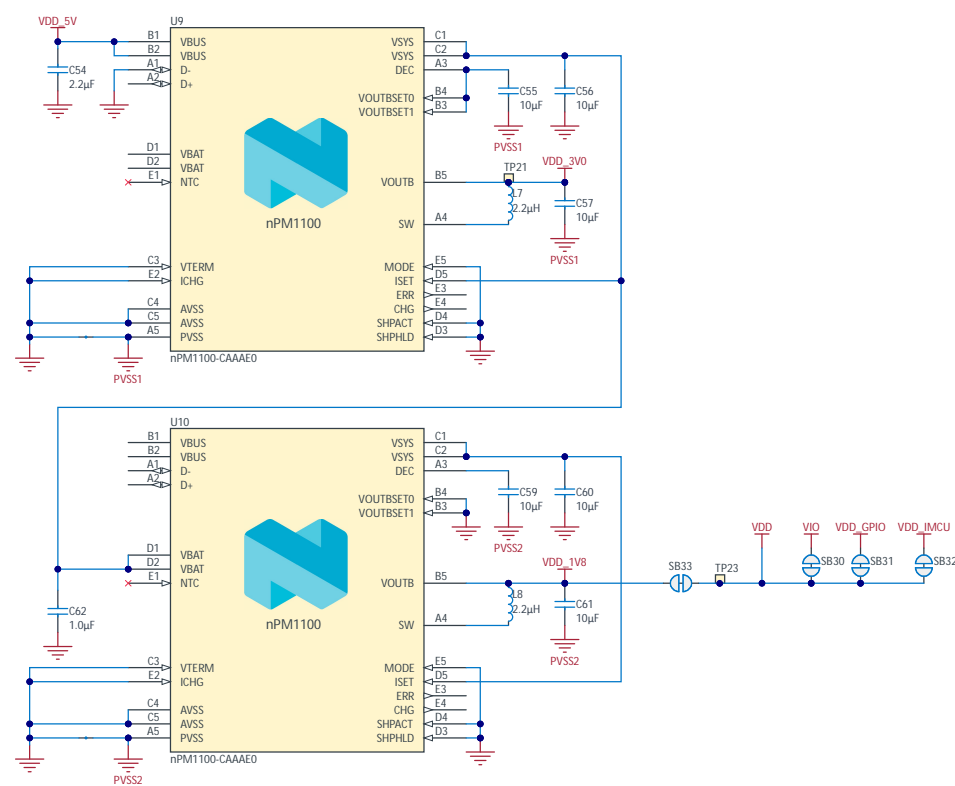 VDD_5V
C54
2.2µF
U9
B1 VBUS
B2 VBUS
A1 D-
A2 D+
D1 VBAT
D2 VBAT
E1 NTC
C3 VTERM
E2 ICHG
C4 AVSS
C5 AVSS
A5 PVSS
PVSS1
nPM1100
VSYS C1
VSYS C2
DEC A3
VOUTBSET0 B4
VOUTBSET1 B3
VOUTB B5
SW A4
MODE E5
ISET D5
ERR E3
CHG E4
SHPACT D4
SHPHLD D3
nPM1100-CAAAE0
C55
10µF
PVSS1
C56
10µF
TP21
L7
2.2µH
VDD_3V0
C57
10µF
PVSS1
U10
B1 VBUS
B2 VBUS
A1 D-
A2 D+
D1 VBAT
D2 VBAT
E1 NTC
C62
1.0µF
C3 VTERM
E2 ICHG
C4 AVSS
C5 AVSS
A5 PVSS
PVSS2
nPM1100
VSYS C1
VSYS C2
DEC A3
VOUTBSET0 B4
VOUTBSET1 B3
VOUTB B5
SW A4
MODE E5
ISET D5
ERR E3
CHG E4
SHPACT D4
SHPHLD D3
nPM1100-CAAAE0
C59
10µF
PVSS2
C60
10µF
L8
2.2µH
VDD_1V8
C61
10µF
PVSS2
SB33
TP23
VDD
VIO
SB30
VDD_GPIO
SB31
VDD_IMCU
SB32